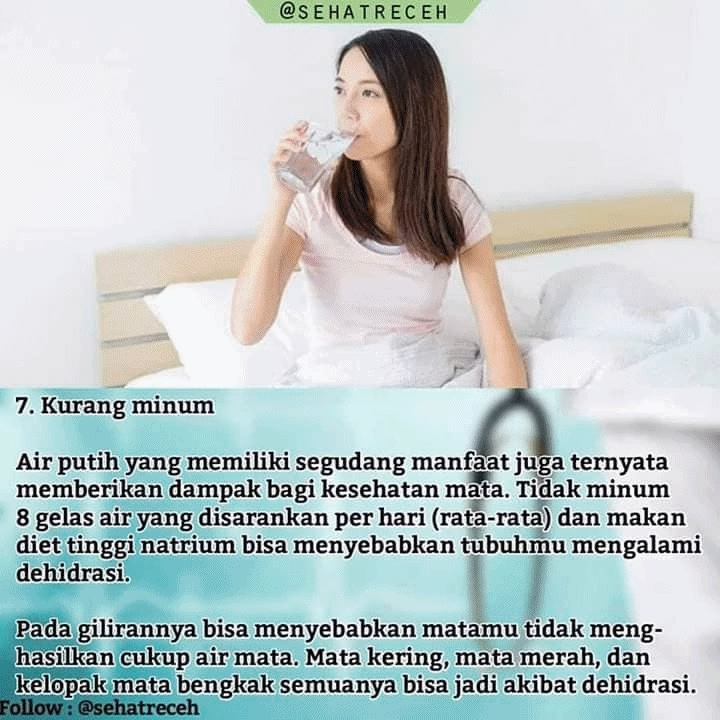 @SEHATRECEH
7. Kurang minum
Air putih yang memiliki segudang manfaat juga ternyata
memberikan dampak bagi kesehatan mata. Tidak minum
8 gelas air yang disarankan per hari (rata-rata) dan makan
diet tinggi natrium bisa menyebabkan tubuhmu mengalami
dehidrasi.
Pada gilirannya bisa menyebabkan matamu tidak meng-
hasilkan cukup air mata. Mata kering, mata merah, dan
kelopak mata bengkak semuanya bisa jadi akibat dehidrasi.
Follow : @sehatreceh